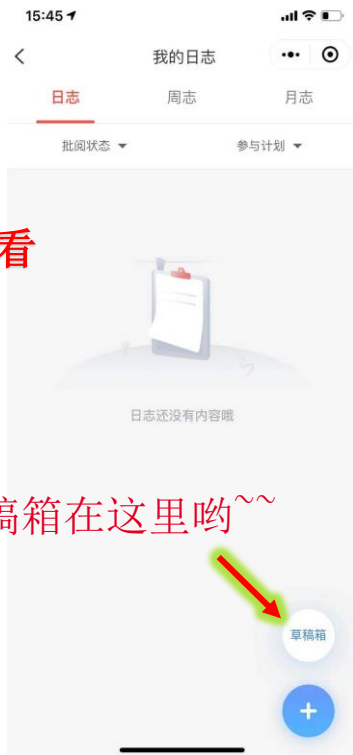 15:45
我的日志
日志 周志 月志
批阅状态 参与计划
看
日志还没有内容哦
稿箱在这里哟~~
草稿箱